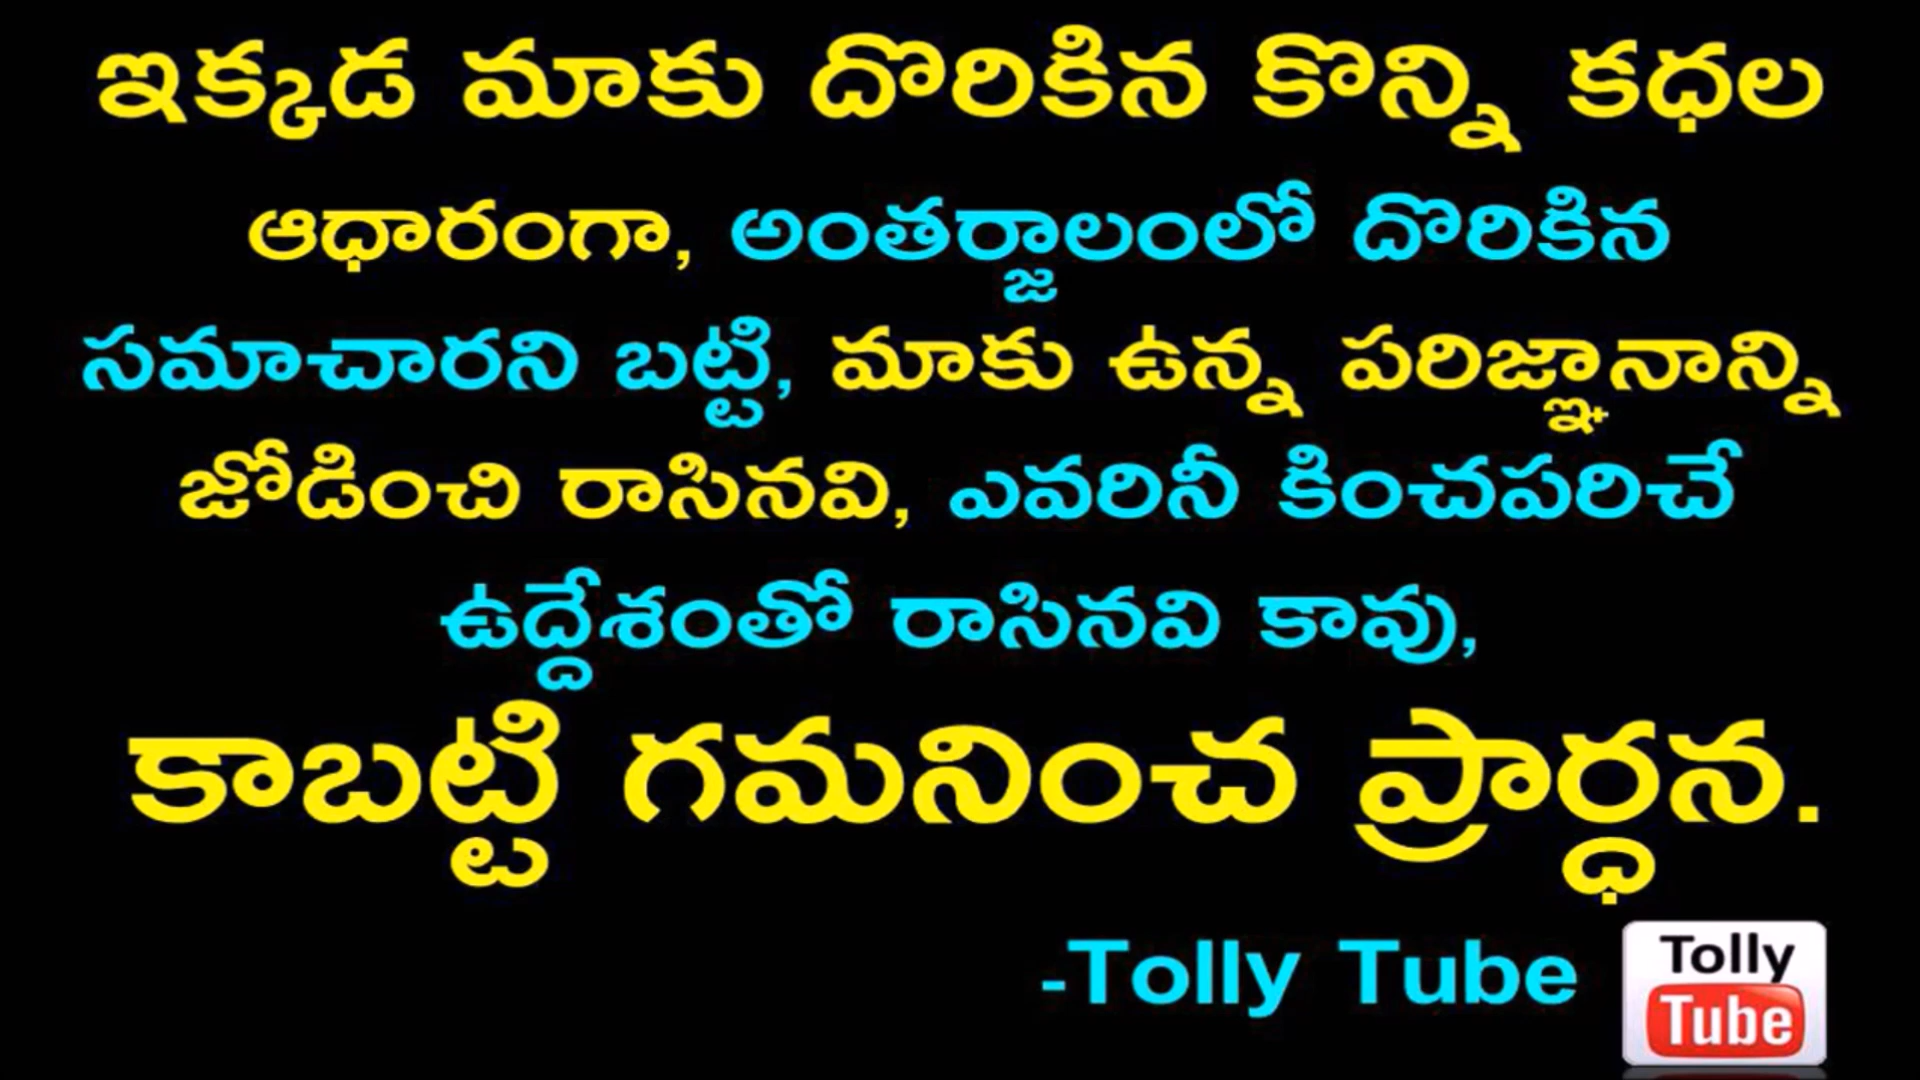 ఇక్కడ మాకు దొరికిన కొన్ని కధల
ఆధారంగా, అంతర్జాలంలో దొరికిన
సమాచారని బట్టి, మాకు ఉన్న పరిజ్ఞానాన్ని
జోడించి రాసినవి, ఎవరినీ కించపరిచే
ఉద్దేశంతో రాసినవి కావు,
కాబట్టి గమనించ ప్రార్ధన.
-Tolly Tube
Tolly
Tube